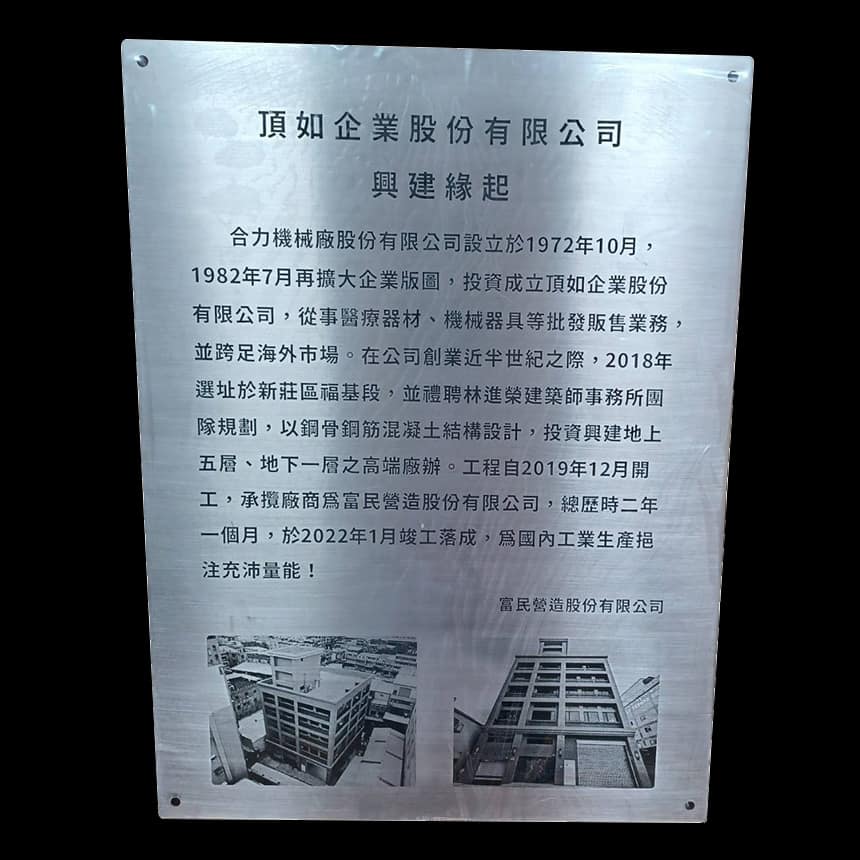 頂如企業股份有限公司
興建緣起
合力機械廠股份有限公司設立於1972年10月，
1982年7月再擴大企業版圖，投資成立頂如企業股份
有限公司，從事醫療器材、機械器具等批發販售業務，
並跨足海外市場。在公司創業近半世紀之際，2018年
選址於新莊區福基段，並禮聘林進榮建築師事務所團
隊規劃，以鋼骨鋼筋混凝土結構設計，投資興建地上
五層、地下一層之高端廠辦。工程自2019年12月開
工，承攬廠商為富民營造股份有限公司，總歷時二年
一個月，於2022年1月竣工落成，為國內工業生產挹
注充沛量能！
富民營造股份有限公司